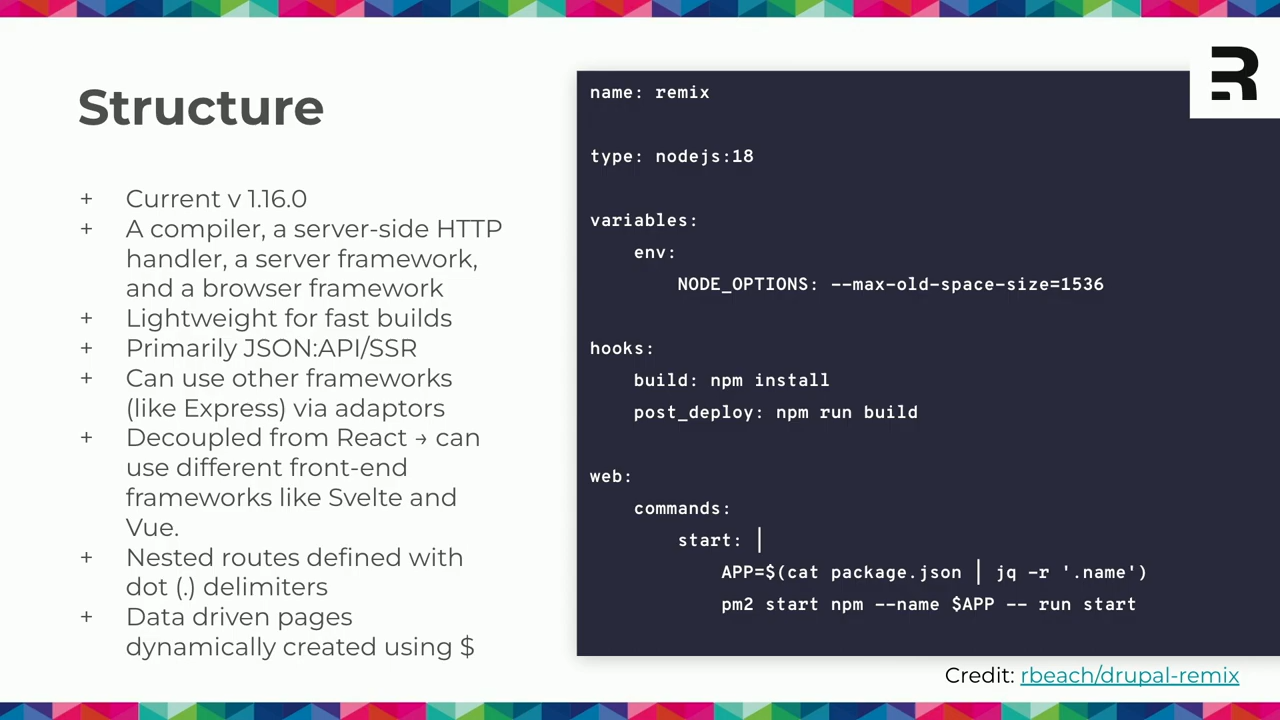 Structure
+ Current v 1.16.0
+ A compiler, a server-side HTTP
handler, a server framework,
and a browser framework
+ Lightweight for fast builds
+ Primarily JSON:API/SSR
+ Can use other frameworks
(like Express) via adaptors
+ Decoupled from React → can
use different front-end
frameworks like Svelte and
Vue.
+ Nested routes defined with
dot (.) delimiters
+ Data driven pages
dynamically created using $
name: remix
type: nodejs:18
variables:
env:
NODE_OPTIONS: --max-old-space-size=1536
hooks:
build: npm install
post_deploy: npm run build
web:
commands:
start: |
APP=$(cat package.json | jq -r '.name')
pm2 start npm --name $APP -- run start
R
Credit: rbeach/drupal-remix